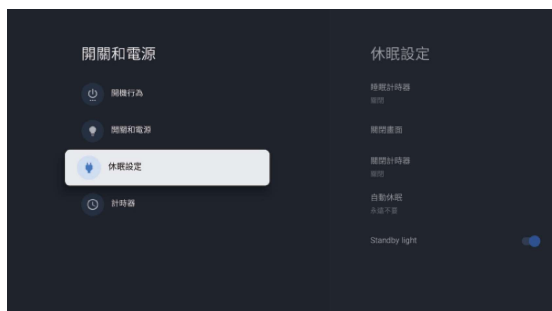 開關和電源
開機行為
開關和電源
休眠設定
計時器
休眠設定
睡眠計時器
關閉
關閉畫面
關閉計時器
關閉
自動休眠
永遠不要
Standby light